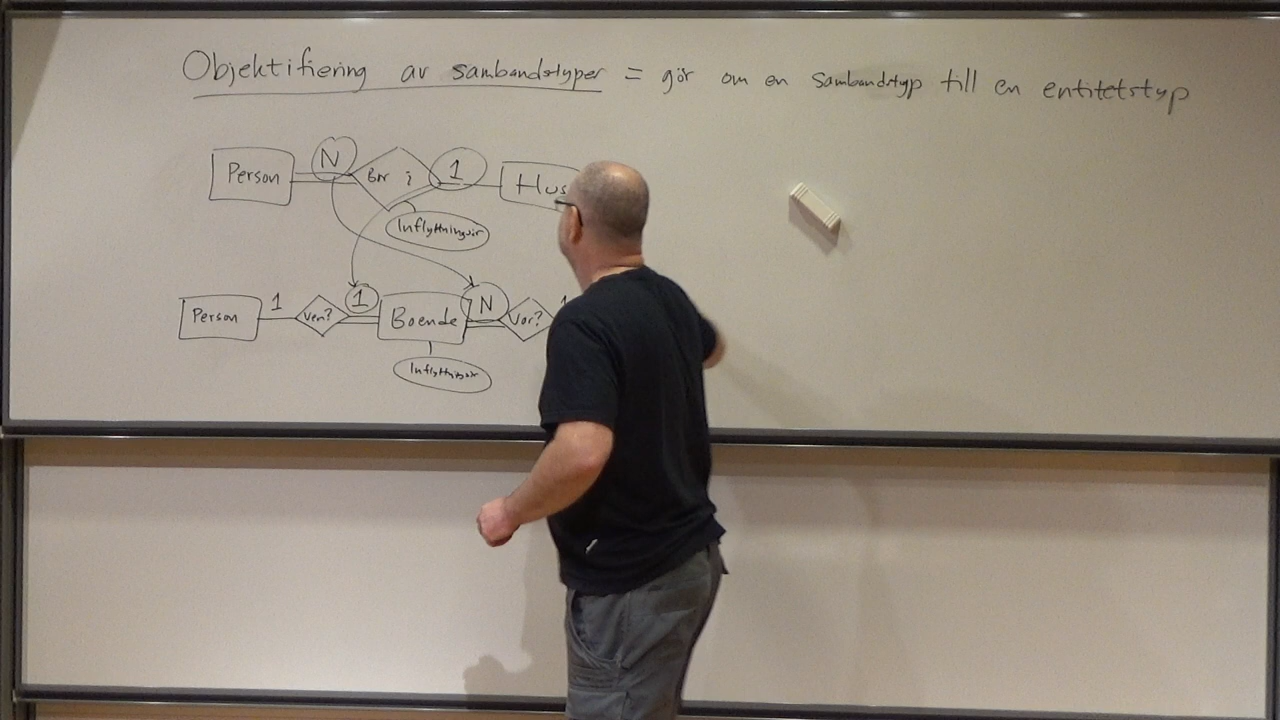 Objektifiering av sambandstyper = gör om en sambandstyp till en entitetstyp
Person N Bor i 1 Hus
Inflyttningsår
Person 1 Vem? 1 Boende N Var? 1
Inflyttningsår